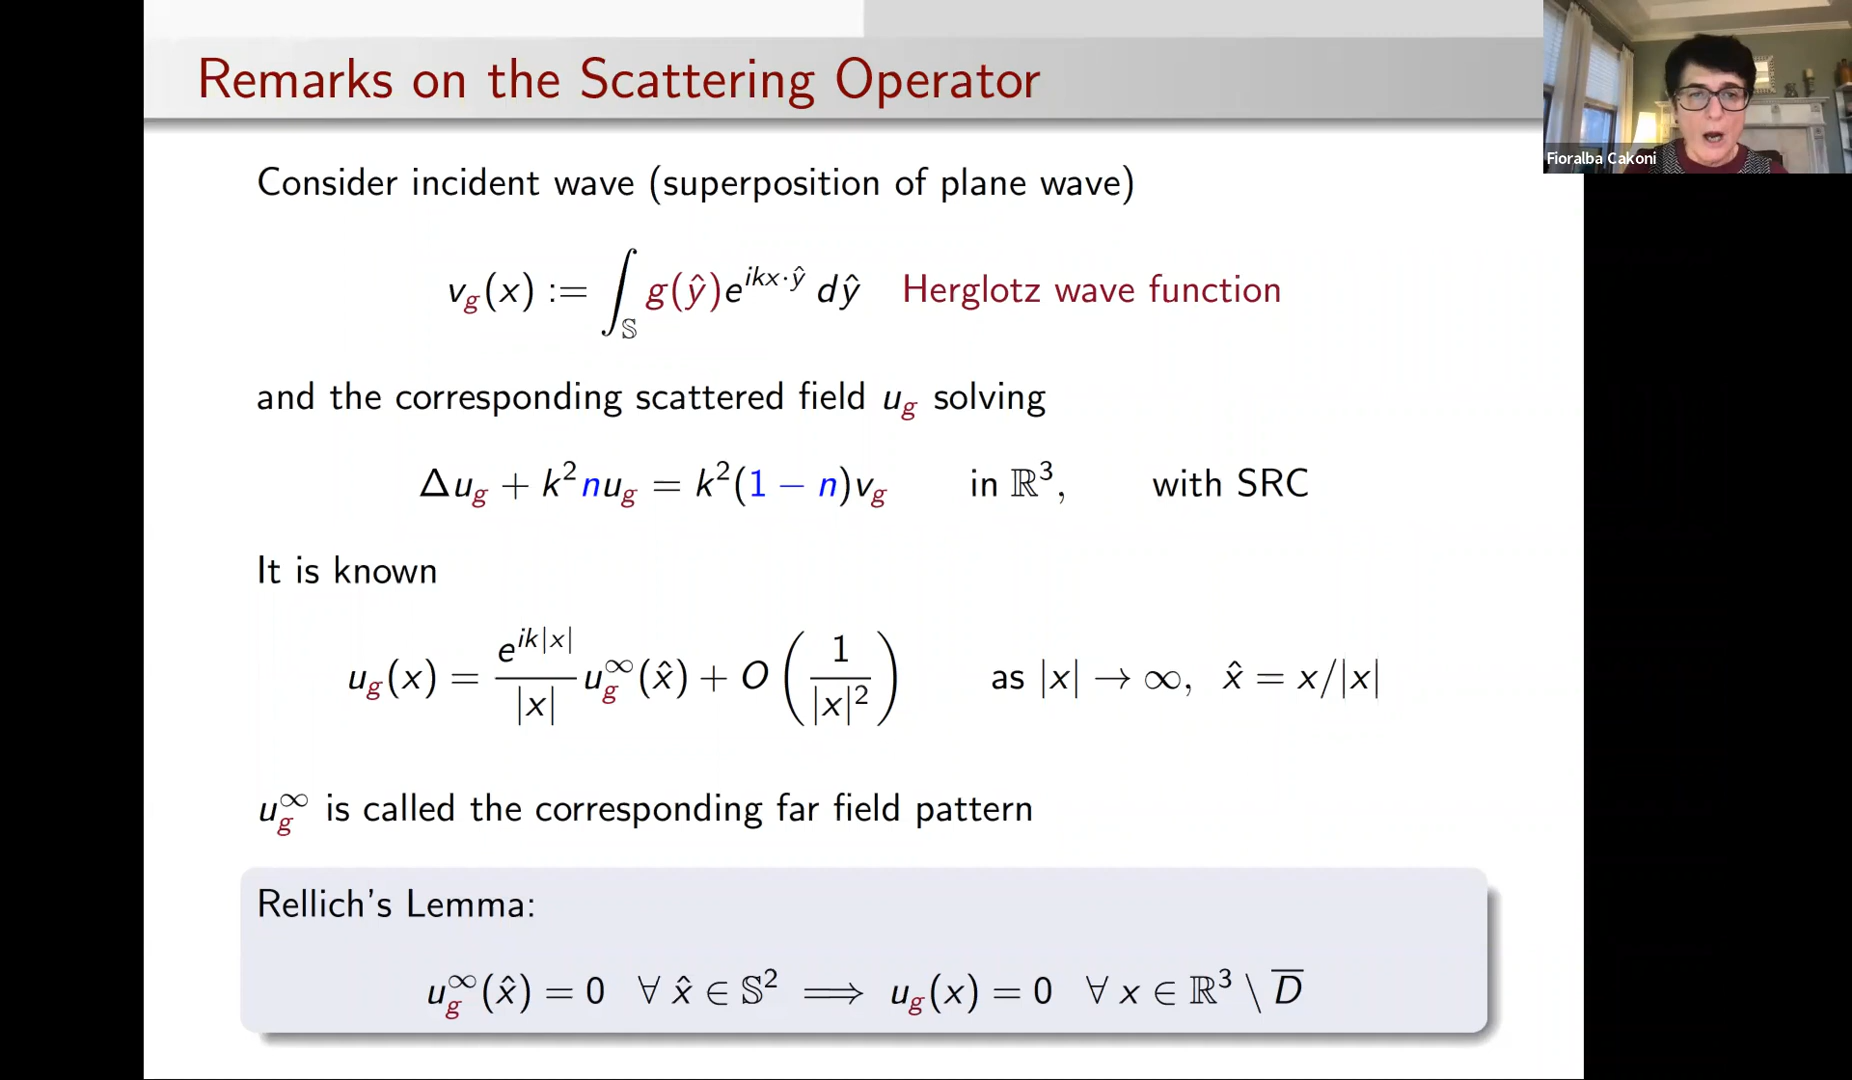 Remarks on the Scattering Operator
Fioralba Cakoni
Consider incident wave (superposition of plane wave)
v_g(x) := ∫_𝕊 g(ŷ)e^{ikx·ŷ} dŷ Herglotz wave function
and the corresponding scattered field u_g solving
Δu_g + k²nu_g = k²(1 − n)v_g in ℝ³, with SRC
It is known
u_g(x) = \frac{e^{ik|x|}}{|x|} u_g^∞(x̂) + O(\frac{1}{|x|²}) as |x| → ∞, x̂ = x/|x|
u_g^∞ is called the corresponding far field pattern
Rellich's Lemma:
u_g^∞(x̂) = 0 ∀ x̂ ∈ 𝕊² ⟹ u_g(x) = 0 ∀ x ∈ ℝ³ \ D̅